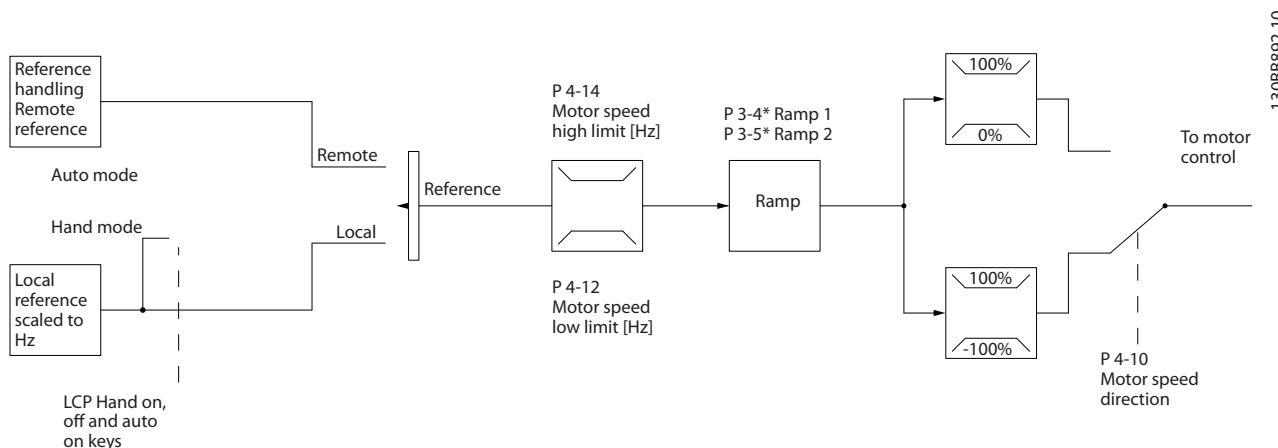 Reference
handling
Remote
reference
Auto mode
Remote
Hand mode
Local
Local
reference
scaled to
Hz
LCP Hand on,
off and auto
on keys
Reference
P 4-14
Motor speed
high limit [Hz]
P 4-12
Motor speed
low limit [Hz]
P 3-4* Ramp 1
P 3-5* Ramp 2
Ramp
100%
0%
100%
-100%
To motor
control
P 4-10
Motor speed
direction
130BB892.10